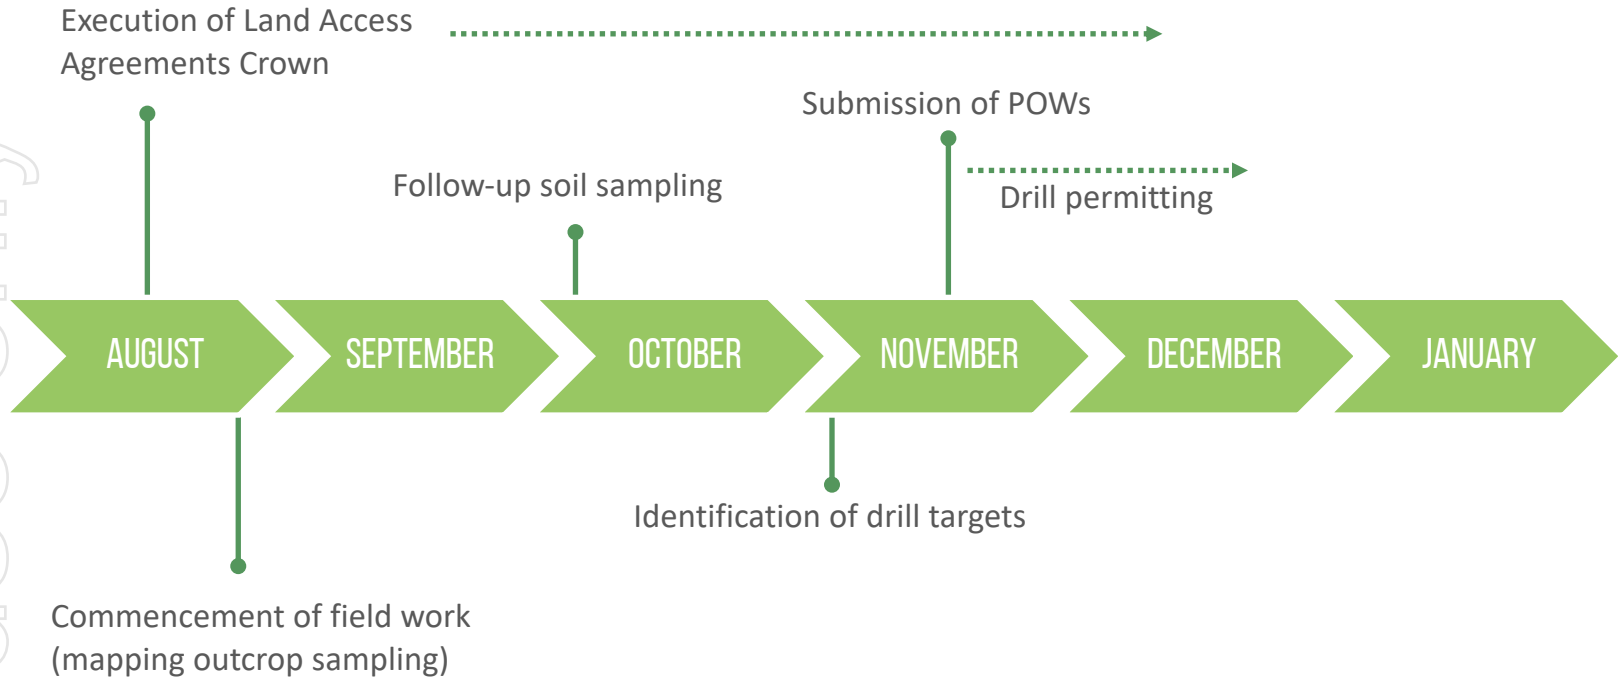 Execution of Land Access
Agreements Crown
Submission of POWs
Follow-up soil sampling
Drill permitting
AUGUST
SEPTEMBER
OCTOBER
NOVEMBER
DECEMBER
JANUARY
Identification of drill targets
Commencement of field work
(mapping outcrop sampling)